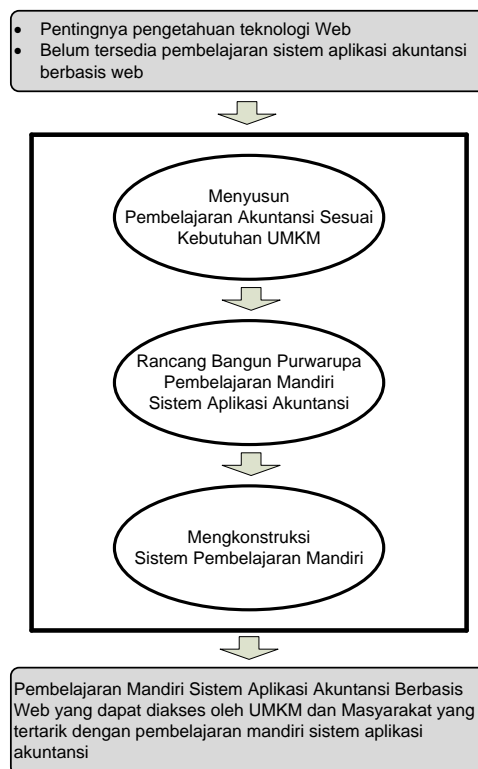 • Pentingnya pengetahuan teknologi Web
• Belum tersedia pembelajaran sistem aplikasi akuntansi
berbasis web
Menyusun
Pembelajaran Akuntansi Sesuai
Kebutuhan UMKM
Rancang Bangun Purwarupa
Pembelajaran Mandiri
Sistem Aplikasi Akuntansi
Mengkonstruksi
Sistem Pembelajaran Mandiri
Pembelajaran Mandiri Sistem Aplikasi Akuntansi Berbasis
Web yang dapat diakses oleh UMKM dan Masyarakat yang
tertarik dengan pembelajaran mandiri sistem aplikasi
akuntansi